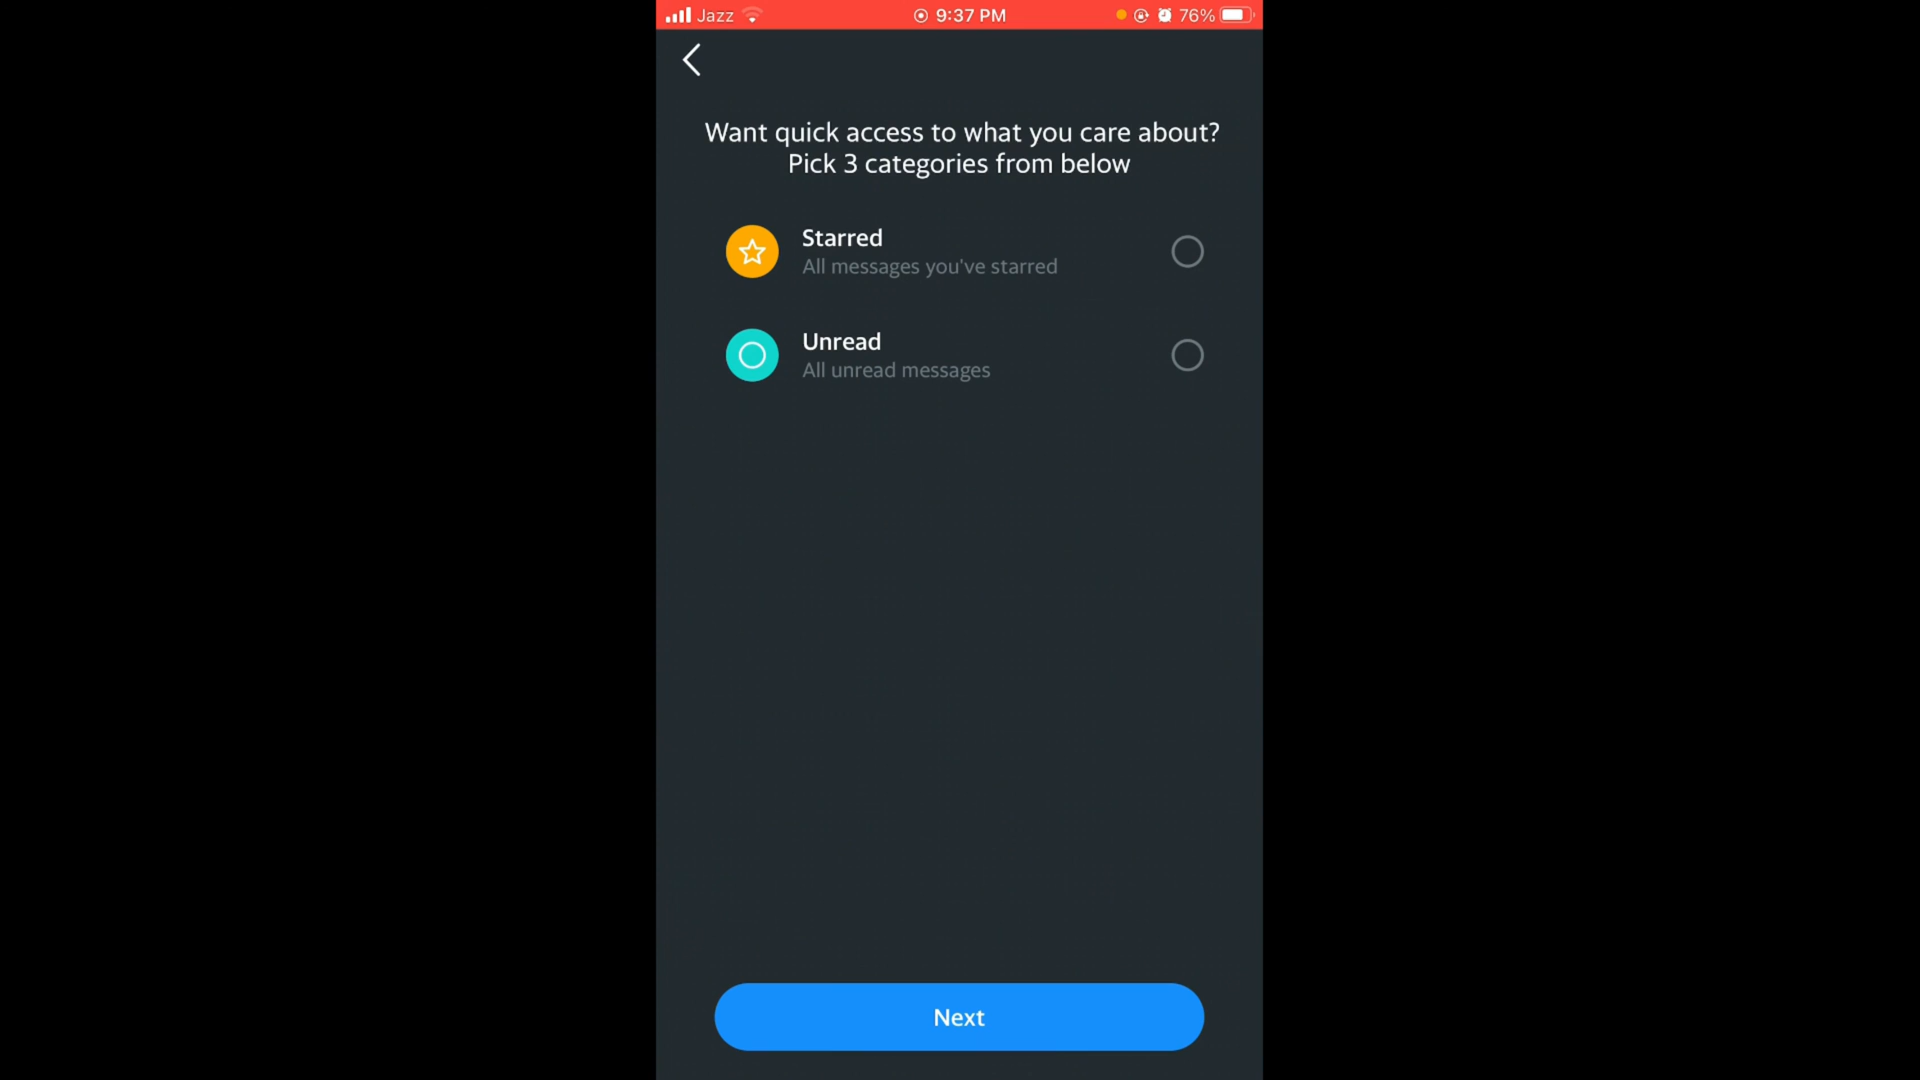 Jazz 9:37 PM 76%
Want quick access to what you care about?
Pick 3 categories from below
Starred
All messages you've starred
Unread
All unread messages
Next